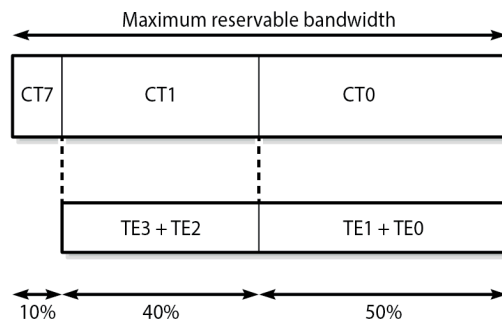 Maximum reservable bandwidth
CT7 CT1 CT0
TE3 + TE2 TE1 + TE0
10% 40% 50%